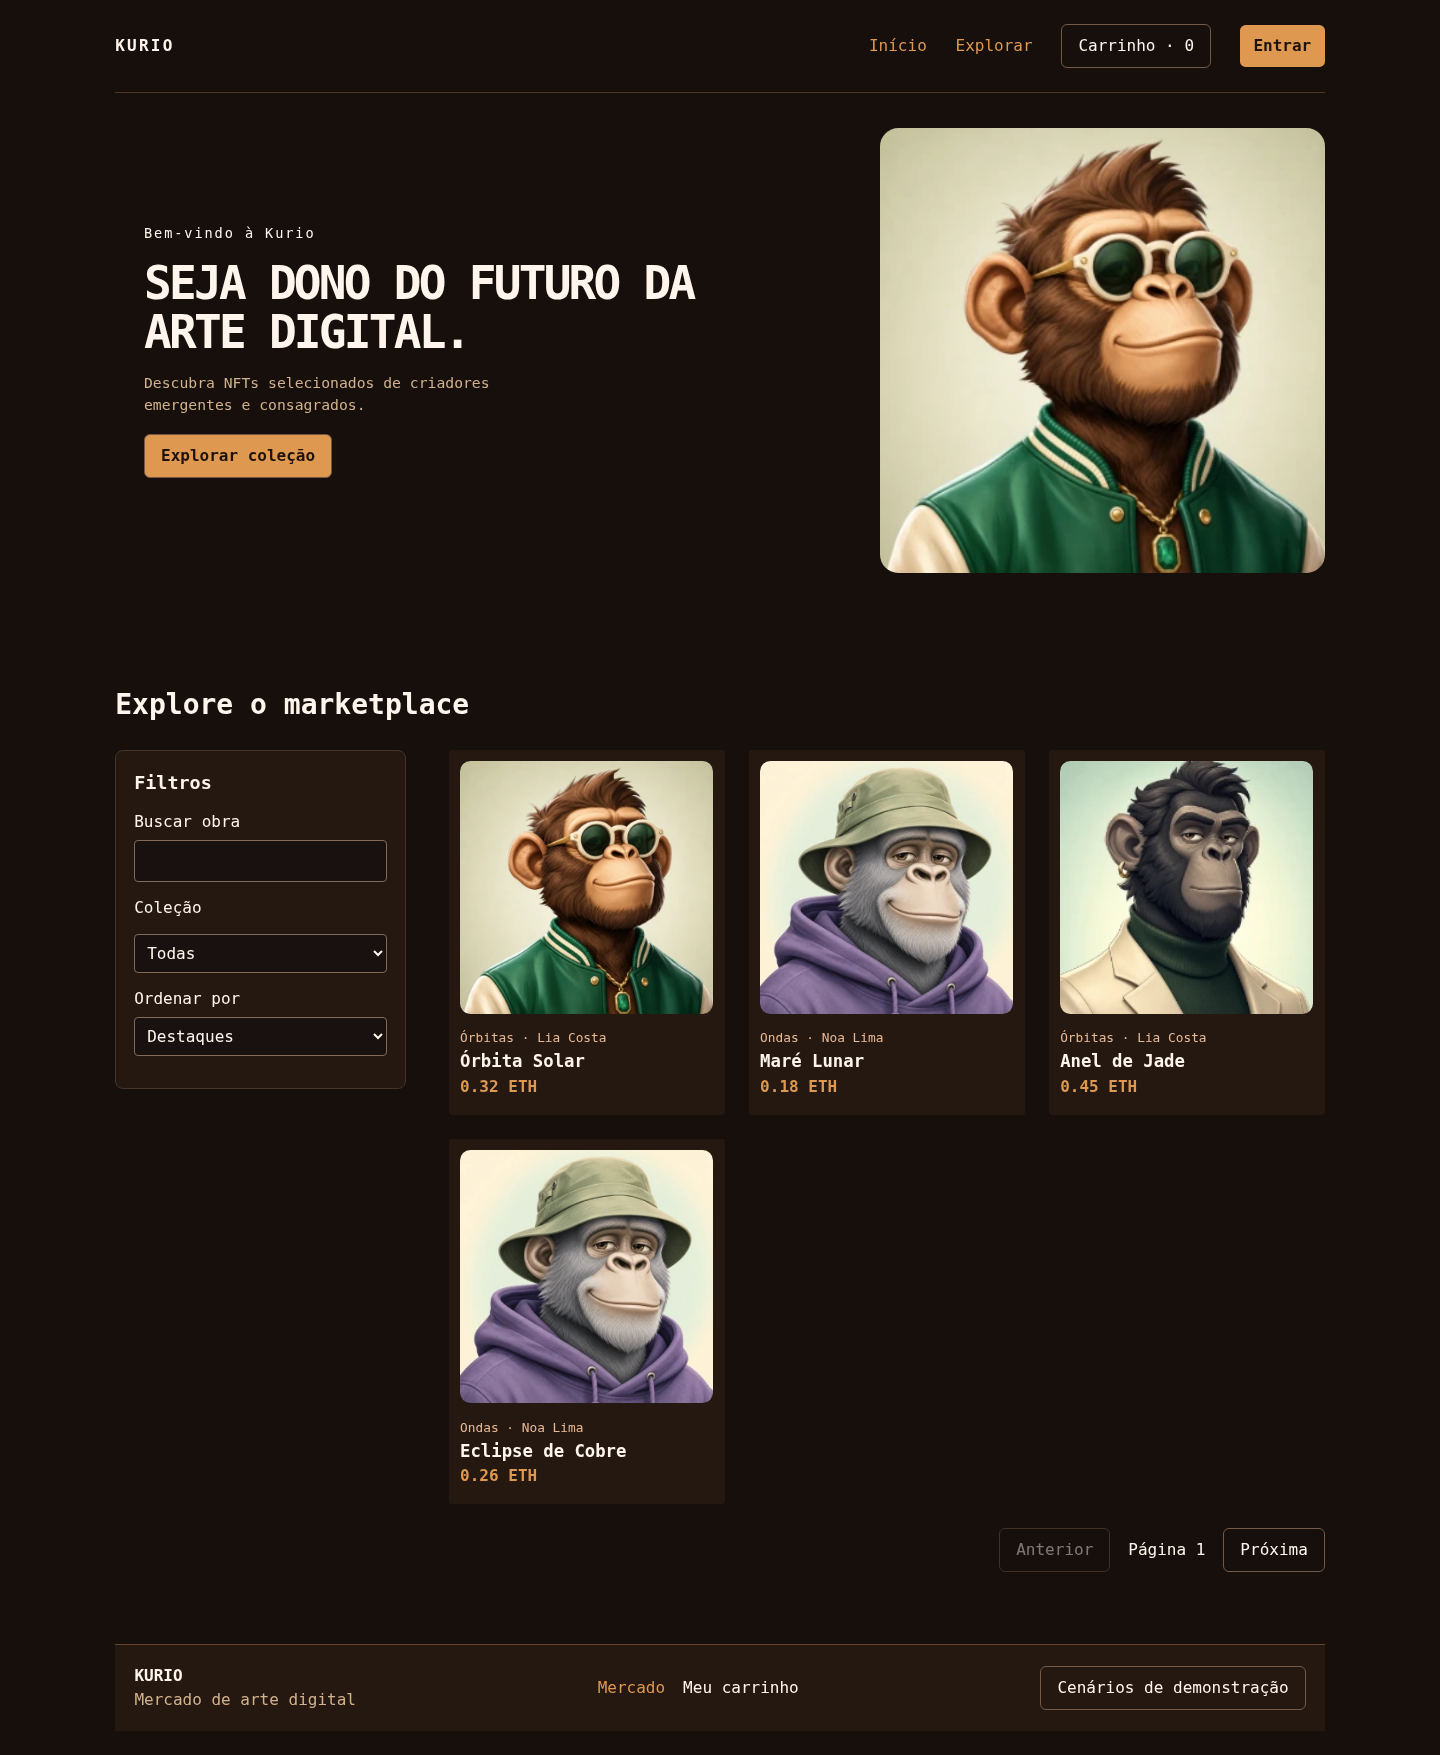 KURIO
Início
Explorar
Carrinho · 0
Entrar
Bem-vindo à Kurio
SEJA DONO DO FUTURO DA
ARTE DIGITAL.
Descubra NFTs selecionados de criadores
emergentes e consagrados.
Explorar coleção
Explore o marketplace
Filtros
Buscar obra
Coleção
Todas
Ordenar por
Destaques
Órbitas · Lia Costa
Órbita Solar
0.32 ETH
Ondas · Noa Lima
Maré Lunar
0.18 ETH
Órbitas · Lia Costa
Anel de Jade
0.45 ETH
Ondas · Noa Lima
Eclipse de Cobre
0.26 ETH
Anterior
Página 1
Próxima
KURIO
Mercado de arte digital
Mercado
Meu carrinho
Cenários de demonstração